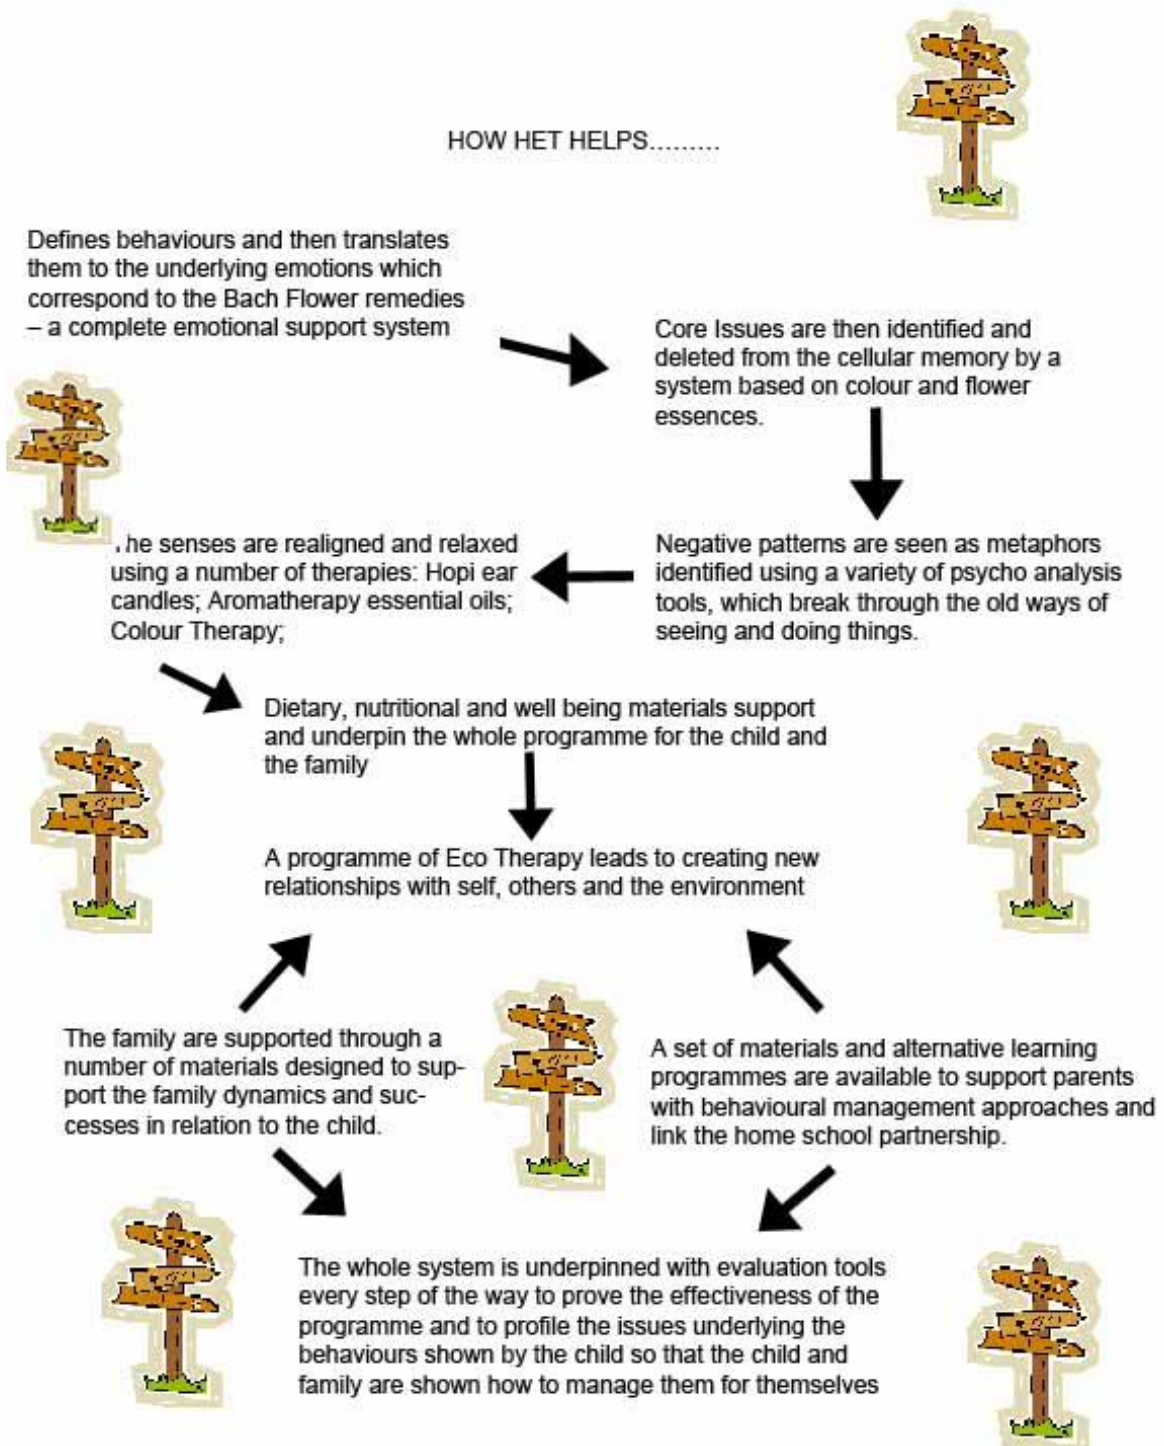 HOW HET HELPS.........
Defines behaviours and then translates
them to the underlying emotions which
correspond to the Bach Flower remedies
– a complete emotional support system
Core Issues are then identified and
deleted from the cellular memory by a
system based on colour and flower
essences.
Negative patterns are seen as metaphors
identified using a variety of psycho analysis
tools, which break through the old ways of
seeing and doing things.
The senses are realigned and relaxed
using a number of therapies: Hopi ear
candles; Aromatherapy essential oils;
Colour Therapy;
Dietary, nutritional and well being materials support
and underpin the whole programme for the child and
the family
A programme of Eco Therapy leads to creating new
relationships with self, others and the environment
The family are supported through a
number of materials designed to sup-
port the family dynamics and suc-
cesses in relation to the child.
A set of materials and alternative learning
programmes are available to support parents
with behavioural management approaches and
link the home school partnership.
The whole system is underpinned with evaluation tools
every step of the way to prove the effectiveness of the
programme and to profile the issues underlying the
behaviours shown by the child so that the child and
family are shown how to manage them for themselves